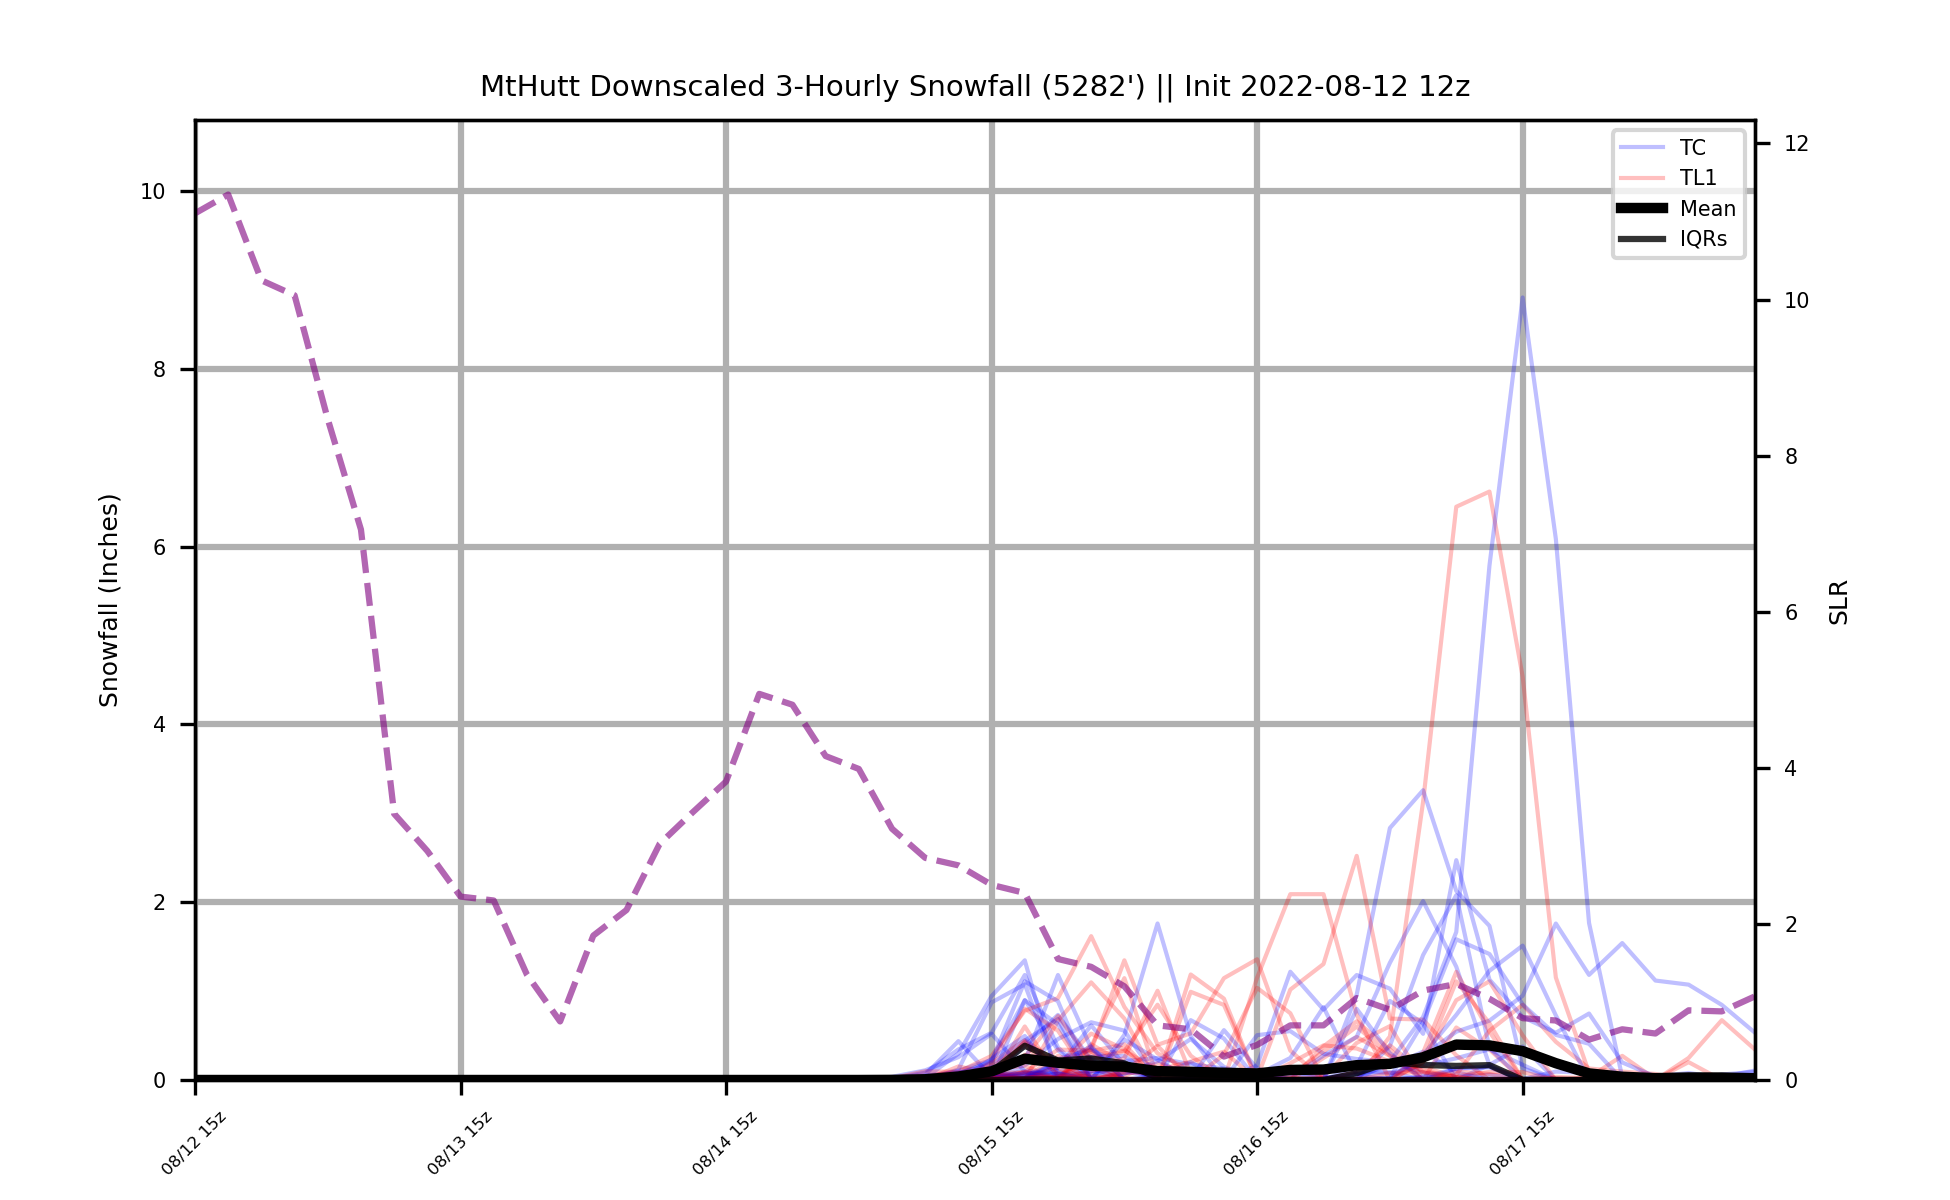 MtHutt Downscaled 3-Hourly Snowfall (5282') || Init 2022-08-12 12z
TC
TL1
Mean
IQRs
Snowfall (Inches)
10
8
6
4
2
0
12
10
8
6
4
2
0
SLR
08/12 15z
08/13 15z
08/14 15z
08/15 15z
08/16 15z
08/17 15z